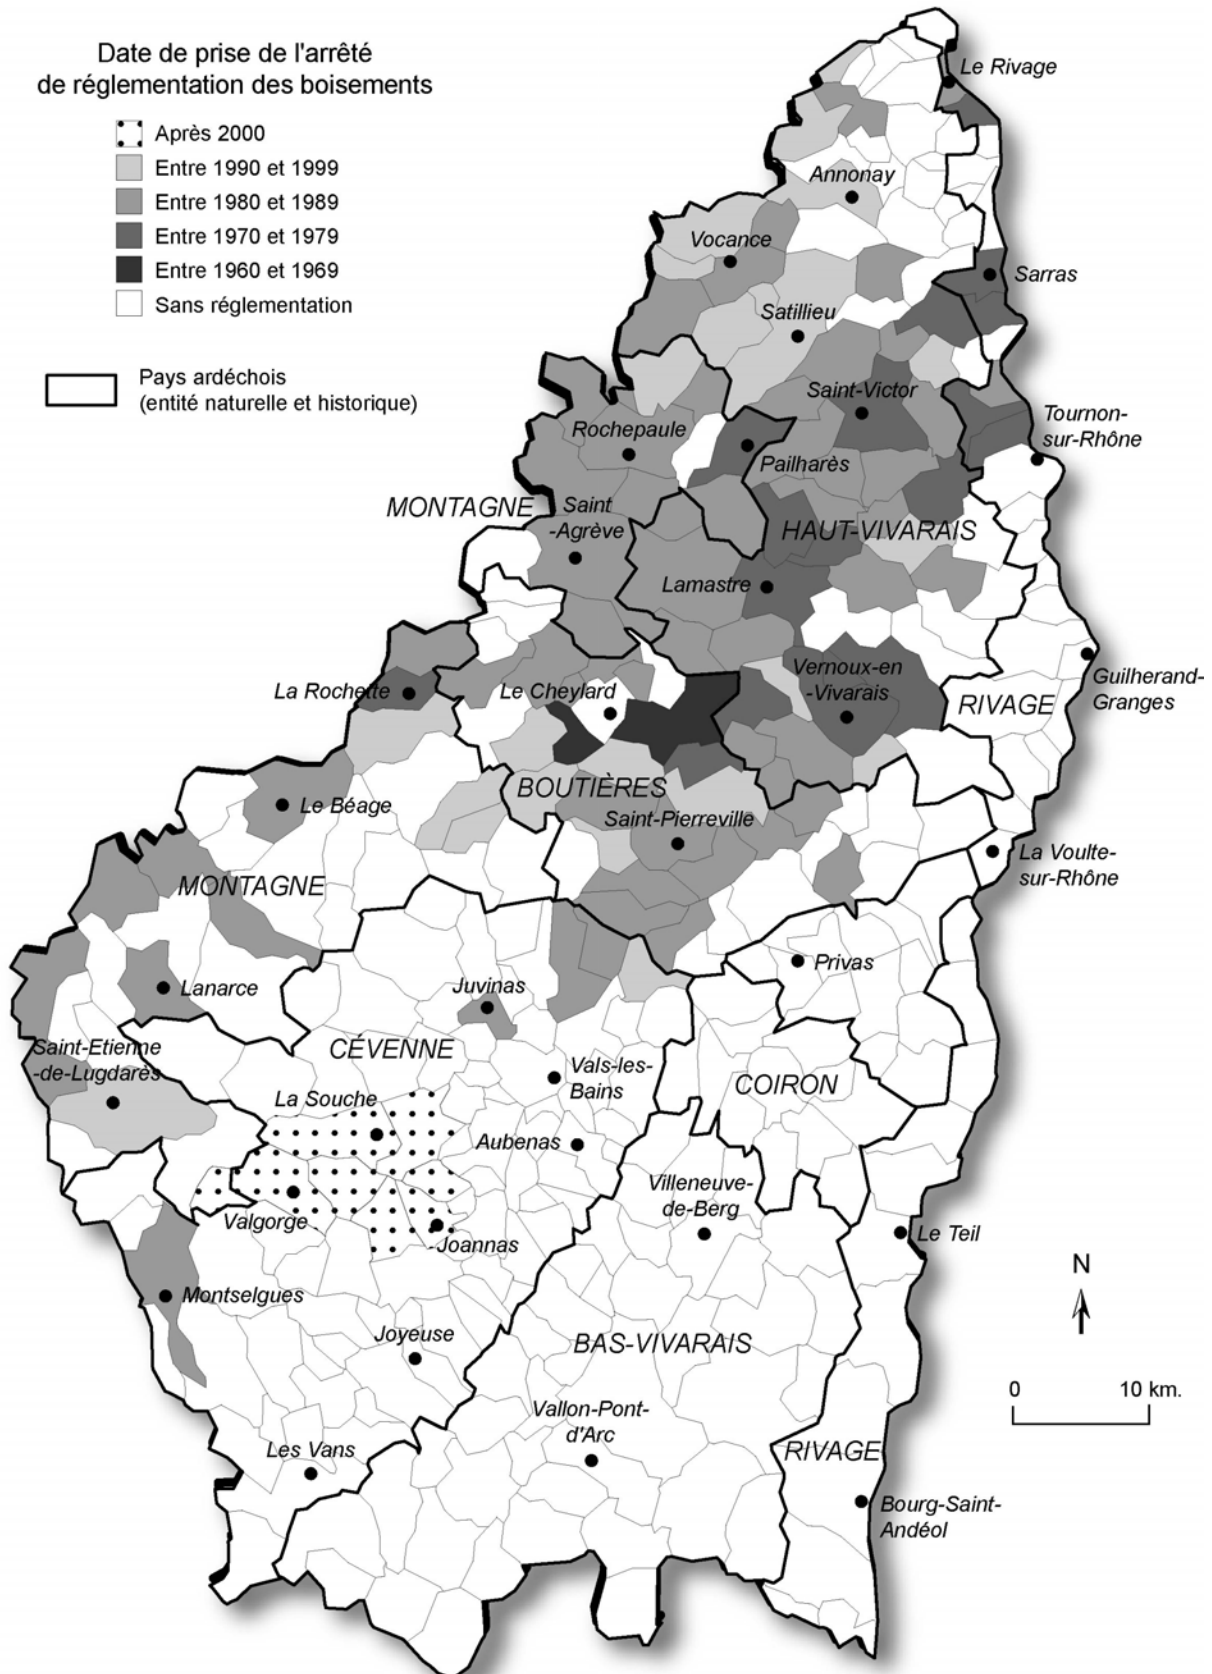 Date de prise de l'arrêté
de réglementation des boisements
Après 2000
Entre 1990 et 1999
Entre 1980 et 1989
Entre 1970 et 1979
Entre 1960 et 1969
Sans réglementation
Pays ardéchois
(entité naturelle et historique)
Le Rivage
Annonay
Vocance
Sarras
Satillieu
Saint-Victor
Rochepaule
Tournon-
sur-Rhône
Pailharès
MONTAGNE
Saint
-Agrève
HAUT-VIVARAIS
Lamastre
La Rochette
Le Cheylard
Vernoux-en
-Vivarais
Guilherand-
Granges
RIVAGE
BOUTIÈRES
Le Béage
Saint-Pierreville
La Voulte-
sur-Rhône
MONTAGNE
Privas
Lanarce
Juvinas
Saint-Etienne
-de-Lugdarès
CÉVENNE
Vals-les-
Bains
COIRON
La Souche
Aubenas
Villeneuve-
de-Berg
Valgorge
Joannas
Le Teil
N
Montselgues
Joyeuse
BAS-VIVARAIS
0 10 km.
Vallon-Pont-
d'Arc
Les Vans
RIVAGE
Bourg-Saint-
Andéol